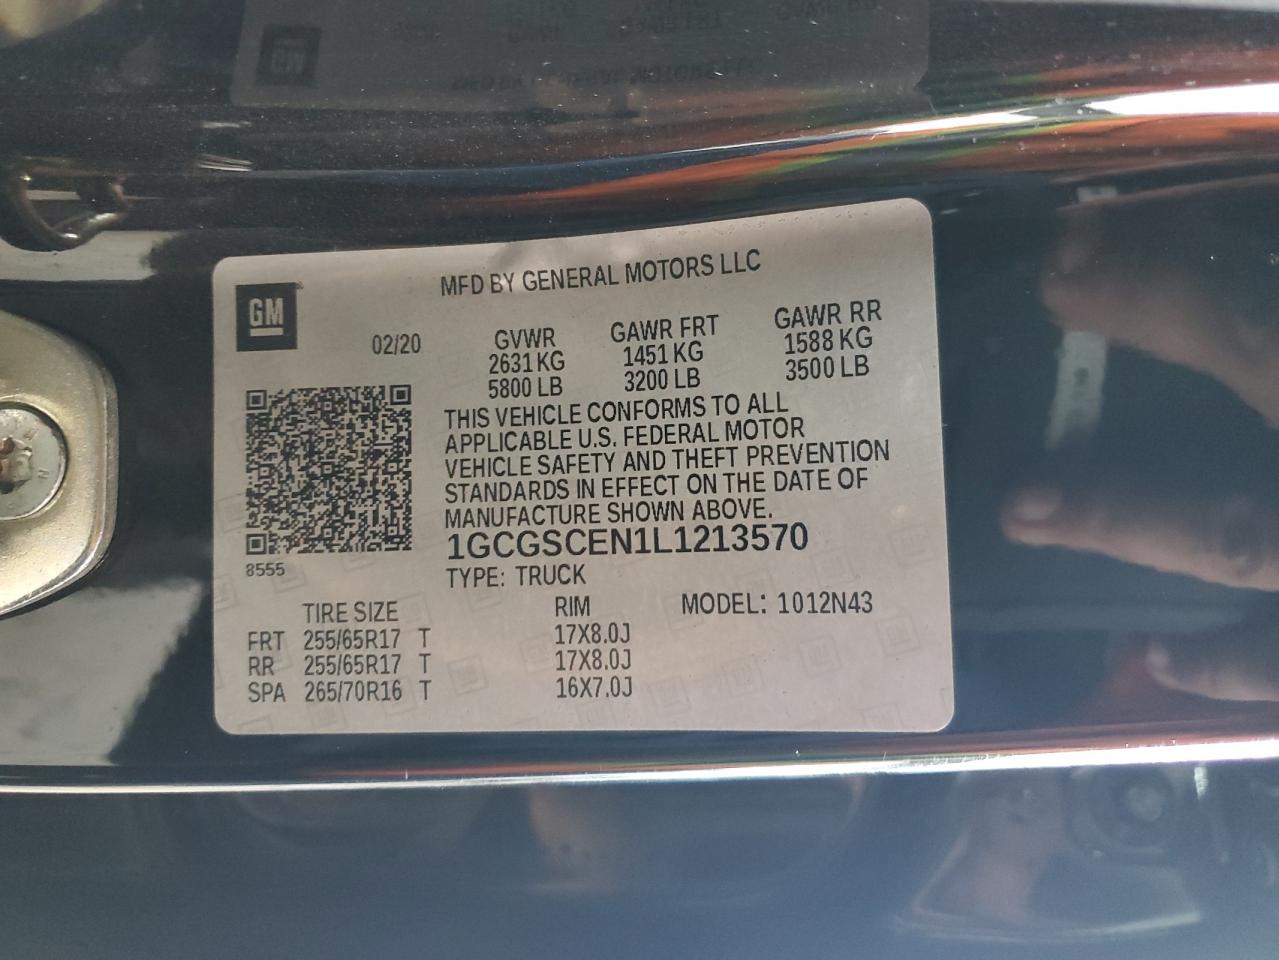 MFD BY GENERAL MOTORS LLC
GM
02/20
GVWR GAWR FRT GAWR RR
2631 KG 1451 KG 1588 KG
5800 LB 3200 LB 3500 LB
THIS VEHICLE CONFORMS TO ALL
APPLICABLE U.S. FEDERAL MOTOR
VEHICLE SAFETY AND THEFT PREVENTION
STANDARDS IN EFFECT ON THE DATE OF
MANUFACTURE SHOWN ABOVE.
1GCGSCEN1L1213570
8555
TYPE: TRUCK
TIRE SIZE RIM MODEL: 1012N43
FRT 255/65R17 T 17X8.0J
RR 255/65R17 T 17X8.0J
SPA 265/70R16 T 16X7.0J